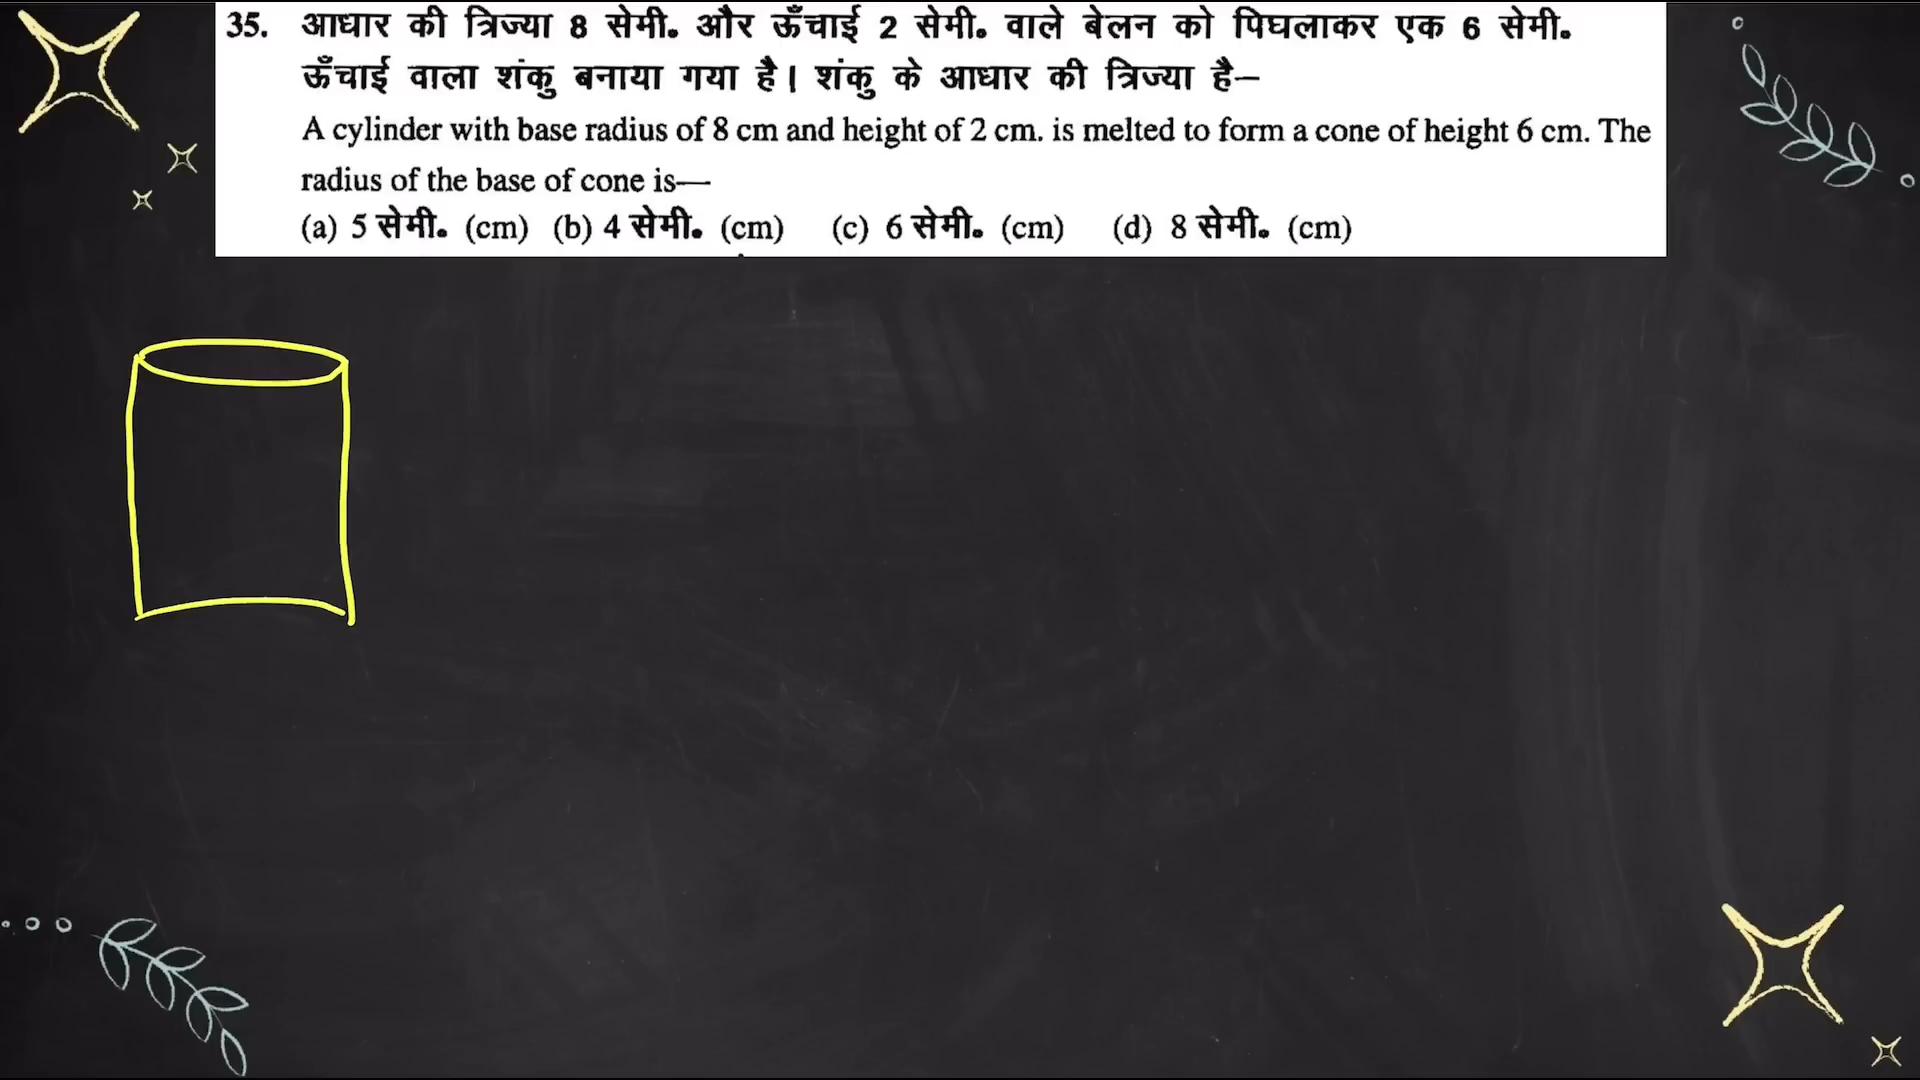 35. आधार की त्रिज्या 8 सेमी. और ऊँचाई 2 सेमी. वाले बेलन को पिघलाकर एक 6 सेमी.
ऊँचाई वाला शंकु बनाया गया है। शंकु के आधार की त्रिज्या है—
A cylinder with base radius of 8 cm and height of 2 cm. is melted to form a cone of height 6 cm. The
radius of the base of cone is—
(a) 5 सेमी. (cm) (b) 4 सेमी. (cm) (c) 6 सेमी. (cm) (d) 8 सेमी. (cm)